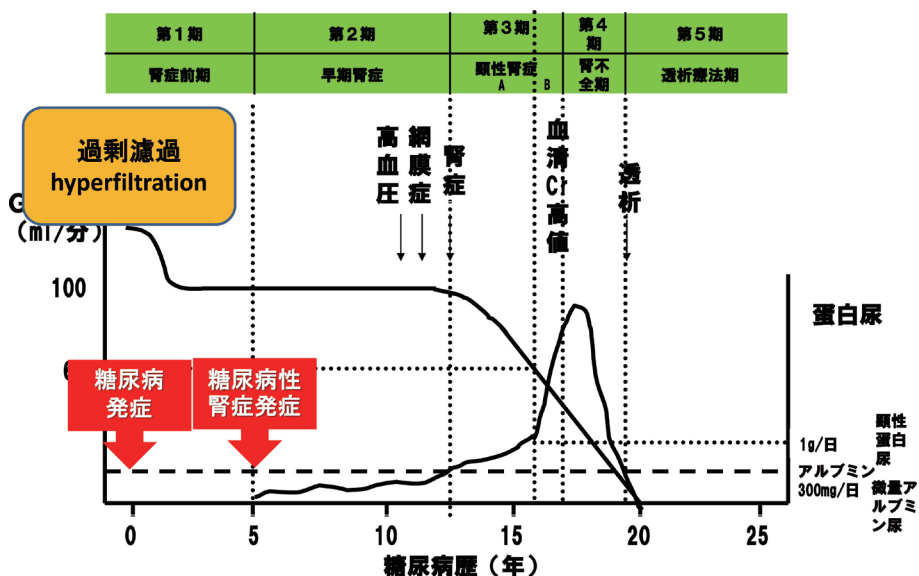 第1期
第2期
第3期
第4期
第5期
腎症前期
早期腎症
顕性腎症
A
B
腎不全期
透析療法期
過剰濾過
hyperfiltration
高血圧
網膜症
腎症
血清Cr高値
透析
G
(ml/分)
100
6
蛋白尿
糖尿病
発症
糖尿病性
腎症発症
1g/日
顕性
蛋白
尿
アルブミン
300mg/日
微量ア
ルブミ
ン尿
0
5
10
15
20
25
糖尿病歴(年)